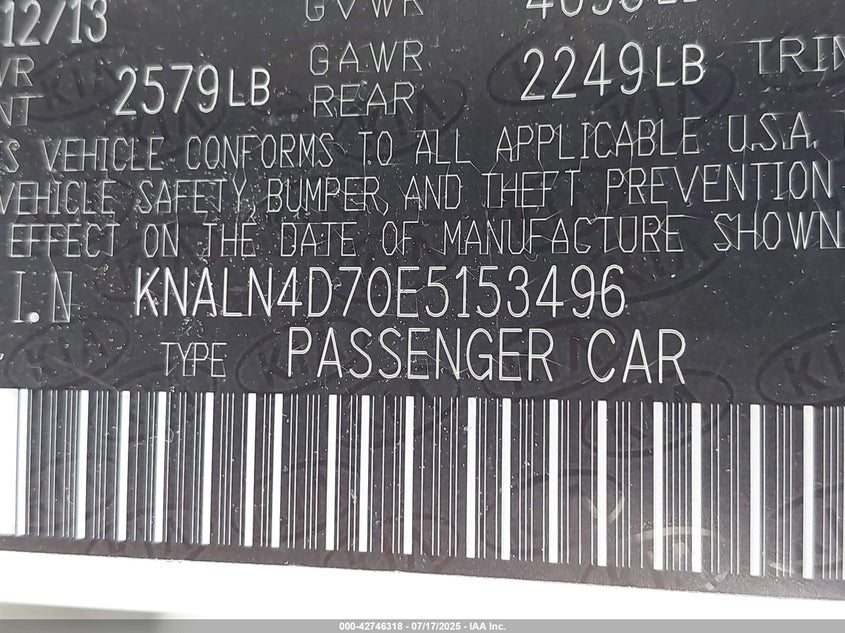 12/13 GVWR
GAWR
2579LB REAR 2249LB
S VEHICLE CONFORMS TO ALL APPLICABLE U.S.A.
VEHICLE SAFETY, BUMPER, AND THEFT PREVENTION
EFFECT ON THE DATE OF MANUFACTURE SHOWN
I.N KNALN4D70E5153496
TYPE PASSENGER CAR
KIA
000-42746318 - 07/17/2025 - IAA Inc.